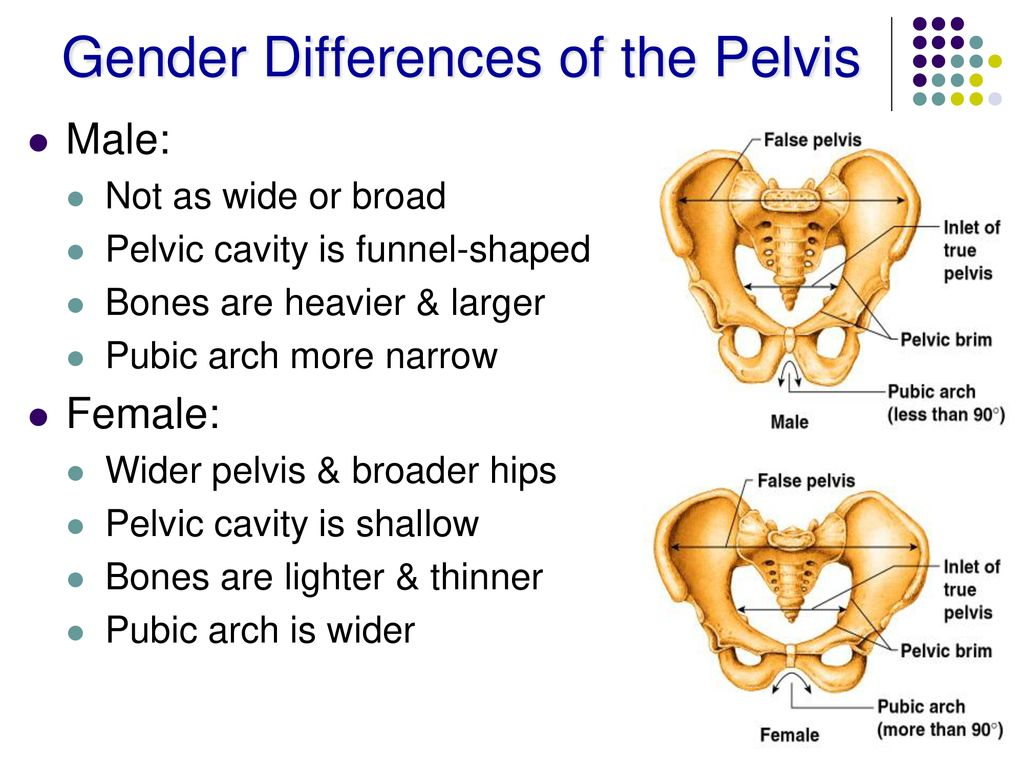 Gender Differences of the Pelvis
Male:
Not as wide or broad
Pelvic cavity is funnel-shaped
Bones are heavier & larger
Pubic arch more narrow
Female:
Wider pelvis & broader hips
Pelvic cavity is shallow
Bones are lighter & thinner
Pubic arch is wider
False pelvis
Inlet of
true
pelvis
Pelvic brim
Pubic arch
(less than 90°)
Male
False pelvis
Inlet of
true
pelvis
Pelvic brim
Pubic arch
(more than 90°)
Female